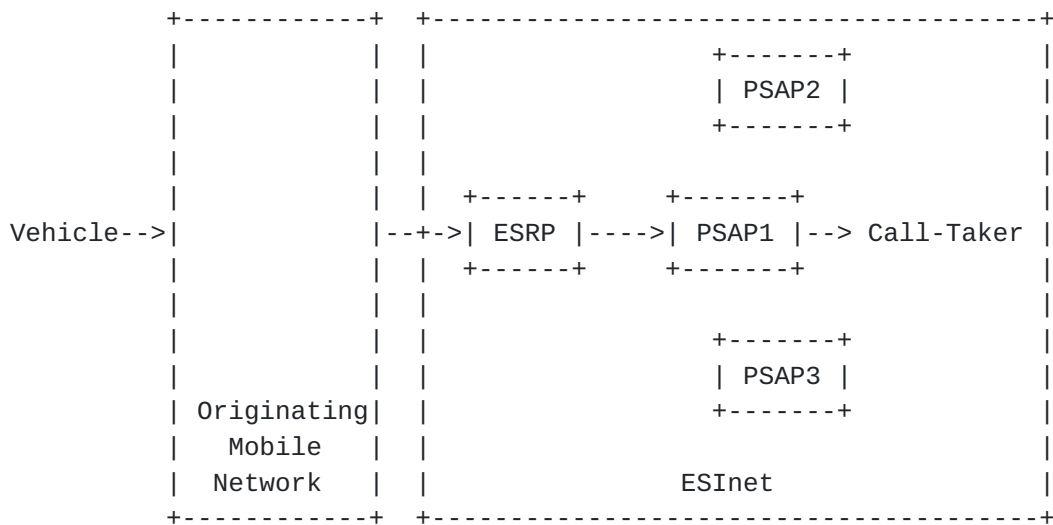 +------------+  +---------------------------------------+
                |            |  |                  +-------+            |
                |            |  |                  | PSAP2 |            |
                |            |  |                  +-------+            |
                |            |  |                                       |
                |            |  |  +------+     +-------+               |
     Vehicle-->|            |--+->| ESRP |---->| PSAP1 |--> Call-Taker |
                |            |  |  +------+     +-------+               |
                |            |  |                                       |
                |            |  |                  +-------+            |
                |            |  |                  | PSAP3 |            |
                | Originating|  |                  +-------+            |
                |   Mobile   |  |                                       |
                |  Network   |  |                ESInet                 |
                +------------+  +---------------------------------------+